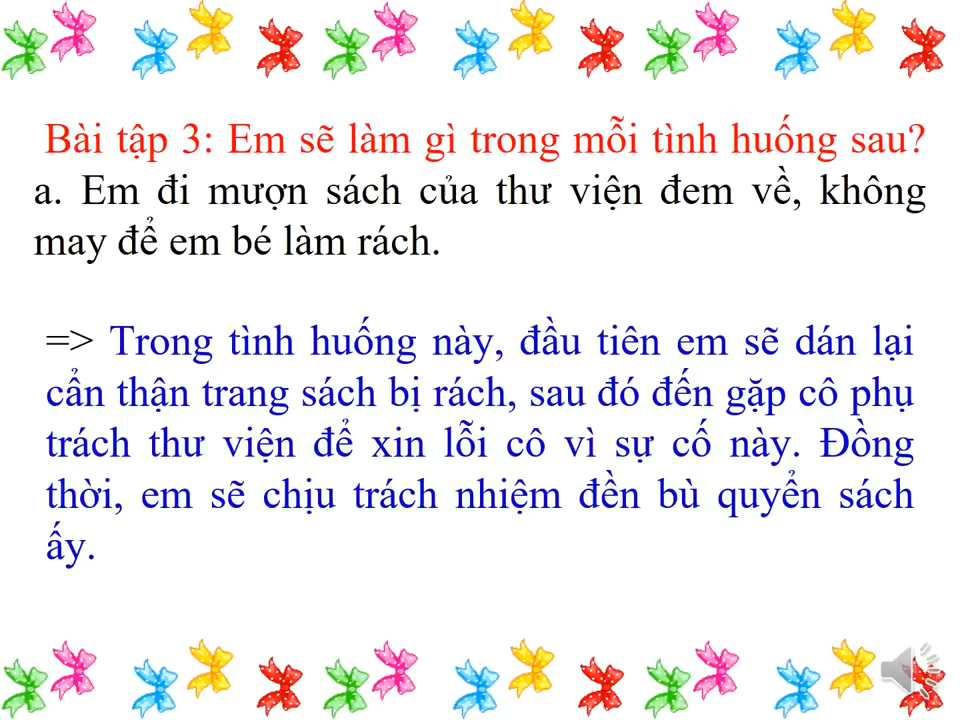 Bài tập 3: Em sẽ làm gì trong mỗi tình huống sau?
a. Em đi mượn sách của thư viện đem về, không
may để em bé làm rách.
=> Trong tình huống này, đầu tiên em sẽ dán lại
cẩn thận trang sách bị rách, sau đó đến gặp cô phụ
trách thư viện để xin lỗi cô vì sự cố này. Đồng
thời, em sẽ chịu trách nhiệm đền bù quyển sách
ấy.